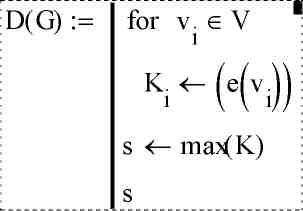 D(G) := for v_i ∈ V
K_i ← (e(v_i))
s ← max(K)
s